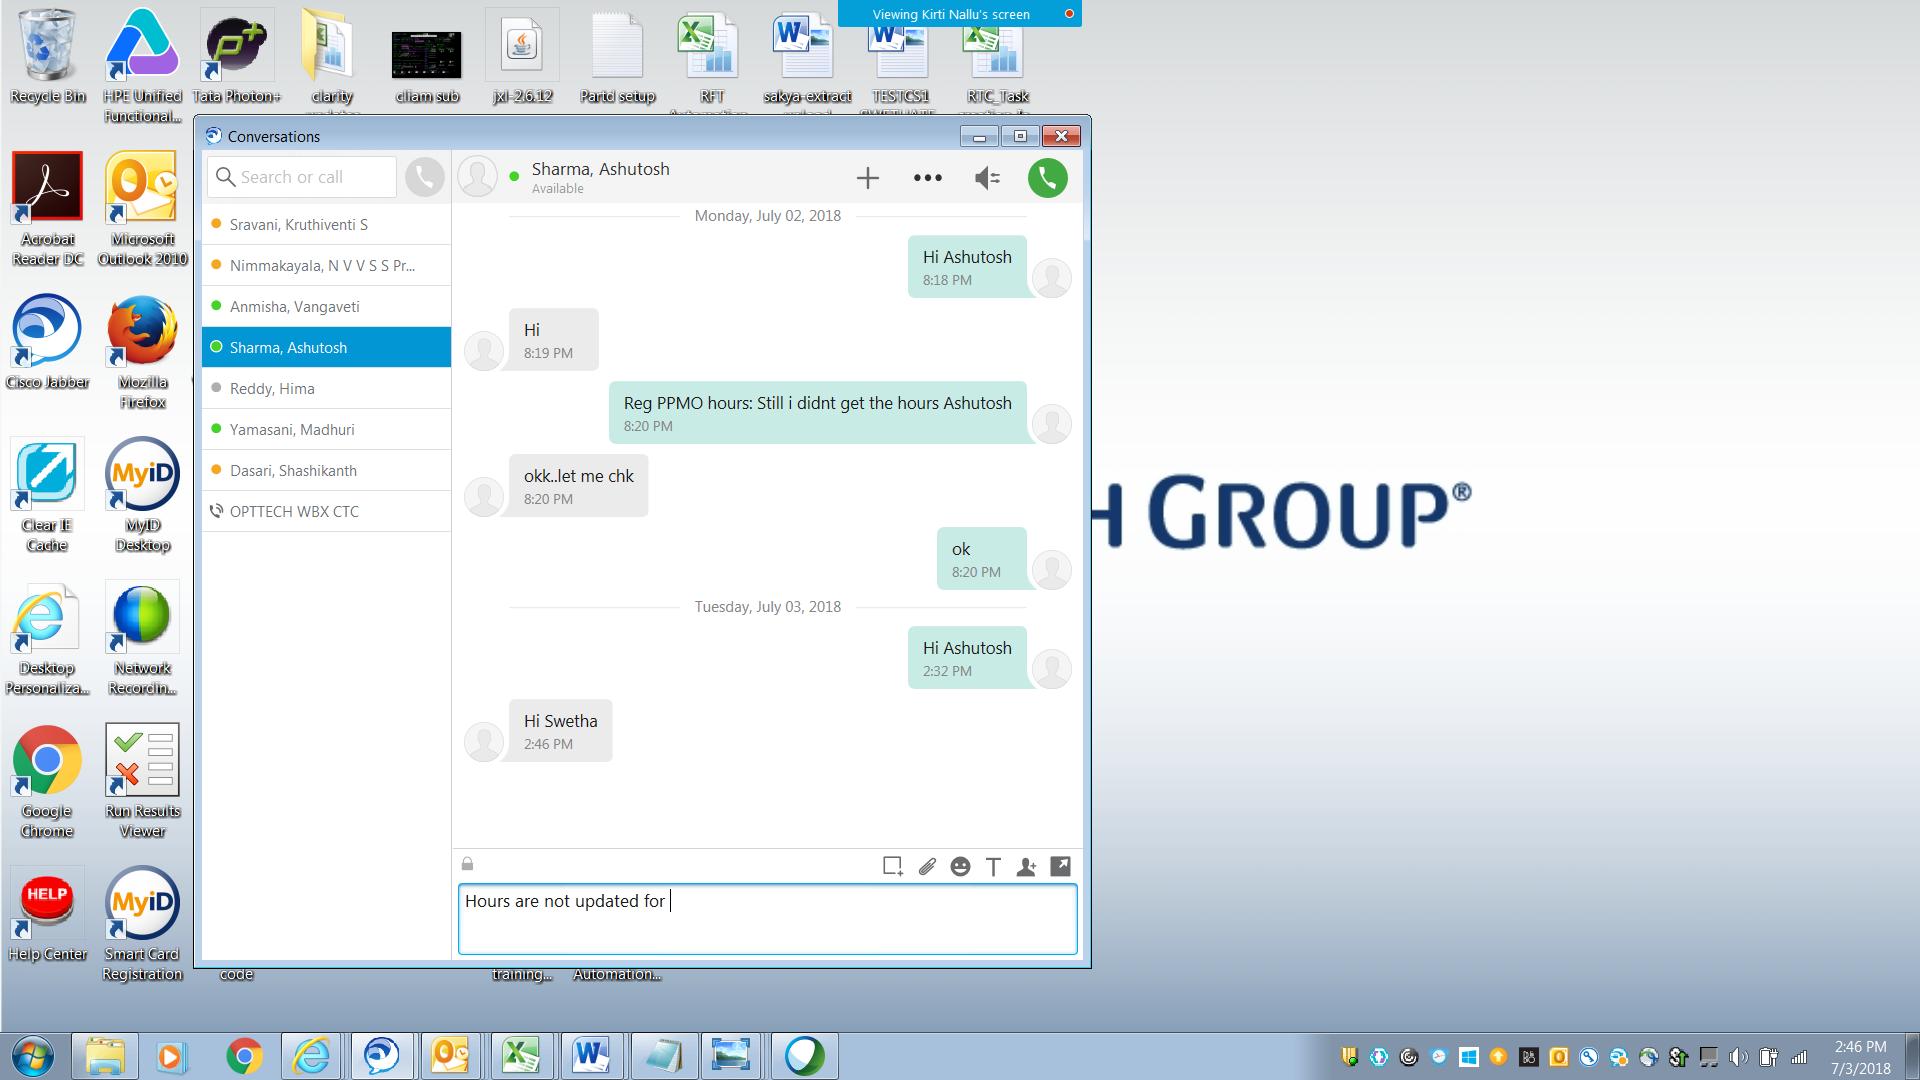 Viewing Kirti Nallu's screen
Recycle Bin
HPE Unified
Functional...
Tata Photon+
clarity
cliam sub
jxl-2.6.12
Partd setup
RFT
sakya-extract
TESTCS1
RTC_Task
Acrobat
Reader DC
Microsoft
Outlook 2010
Cisco Jabber
Mozilla
Firefox
Clear IE
Cache
MyID
MyID
Desktop
Desktop
Personaliza...
Network
Recordin...
Google
Chrome
Run Results
Viewer
HELP
Help Center
MyID
Smart Card
Registration
code
training...
Automation...
Conversations
Search or call
Sravani, Kruthiventi S
Nimmakayala, N V V S S Pr...
Anmisha, Vangaveti
Sharma, Ashutosh
Reddy, Hima
Yamasani, Madhuri
Dasari, Shashikanth
OPTTECH WBX CTC
Sharma, Ashutosh
Available
Monday, July 02, 2018
Hi Ashutosh
8:18 PM
Hi
8:19 PM
Reg PPMO hours: Still i didnt get the hours Ashutosh
8:20 PM
okk..let me chk
8:20 PM
ok
8:20 PM
Tuesday, July 03, 2018
Hi Ashutosh
2:32 PM
Hi Swetha
2:46 PM
Hours are not updated for
H GROUP®
2:46 PM
7/3/2018